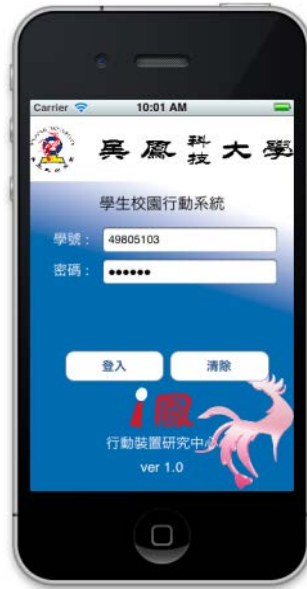 Carrier 10:01 AM
吳鳳科技大學
學生校園行動系統
學號： 49805103
密碼： ••••••
登入 清除
i鳳
行動裝置研究中心
ver 1.0